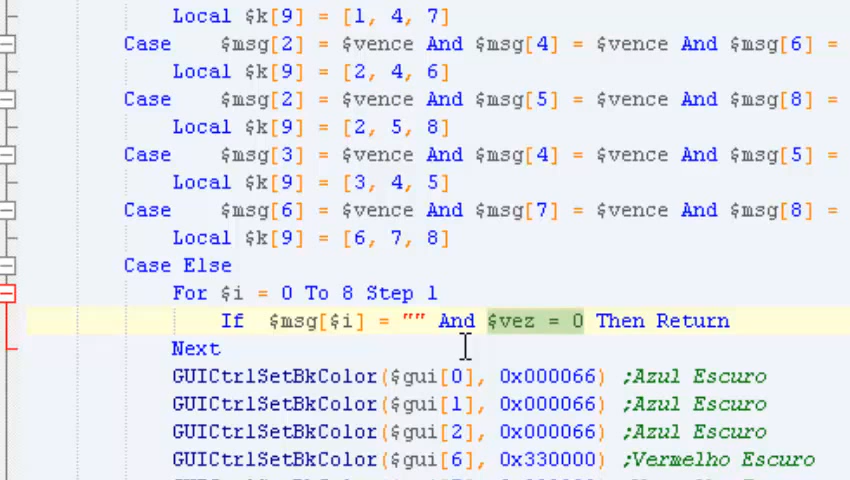 Local $k[9] = [1, 4, 7]
Case $msg[2] = $vence And $msg[4] = $vence And $msg[6] =
Local $k[9] = [2, 4, 6]
Case $msg[2] = $vence And $msg[5] = $vence And $msg[8] =
Local $k[9] = [2, 5, 8]
Case $msg[3] = $vence And $msg[4] = $vence And $msg[5] =
Local $k[9] = [3, 4, 5]
Case $msg[6] = $vence And $msg[7] = $vence And $msg[8] =
Local $k[9] = [6, 7, 8]
Case Else
For $i = 0 To 8 Step 1
If $msg[$i] = "" And $vez = 0 Then Return
Next
GUICtrlSetBkColor($gui[0], 0x000066) ;Azul Escuro
GUICtrlSetBkColor($gui[1], 0x000066) ;Azul Escuro
GUICtrlSetBkColor($gui[2], 0x000066) ;Azul Escuro
GUICtrlSetBkColor($gui[6], 0x330000) ;Vermelho Escuro